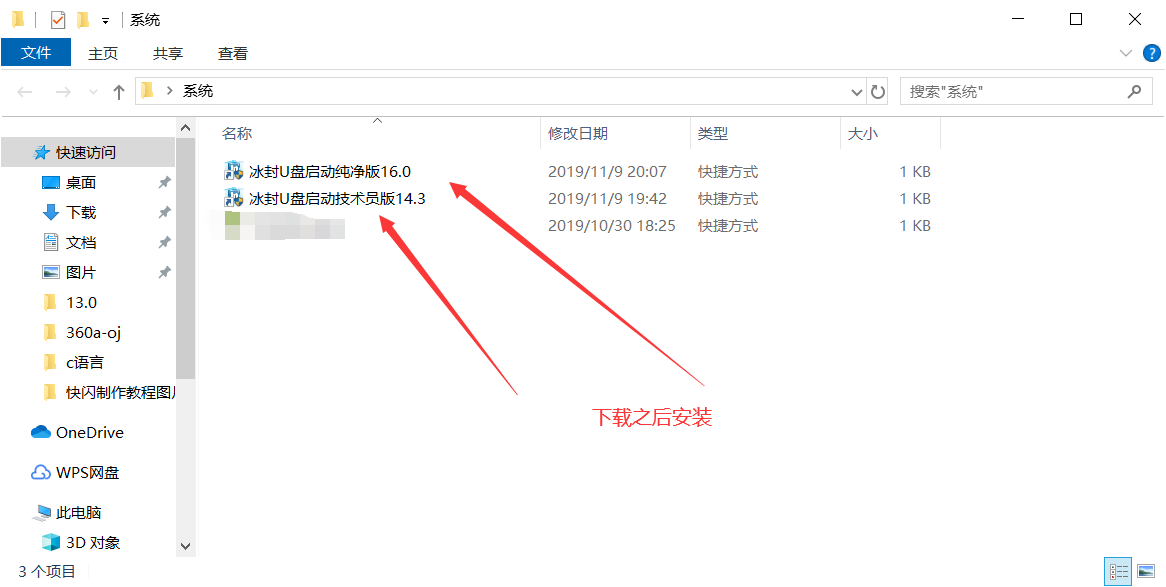 系统
文件 主页 共享 查看 ?
系统 搜索"系统"
名称 修改日期 类型 大小
快速访问
桌面
下载
文档
图片
13.0
360a-oj
c语言
快闪制作教程图片
OneDrive
WPS网盘
此电脑
3D 对象
冰封U盘启动纯净版16.0 2019/11/9 20:07 快捷方式 1 KB
冰封U盘启动技术员版14.3 2019/11/9 19:42 快捷方式 1 KB
2019/10/30 18:25 快捷方式 1 KB
下载之后安装
3 个项目